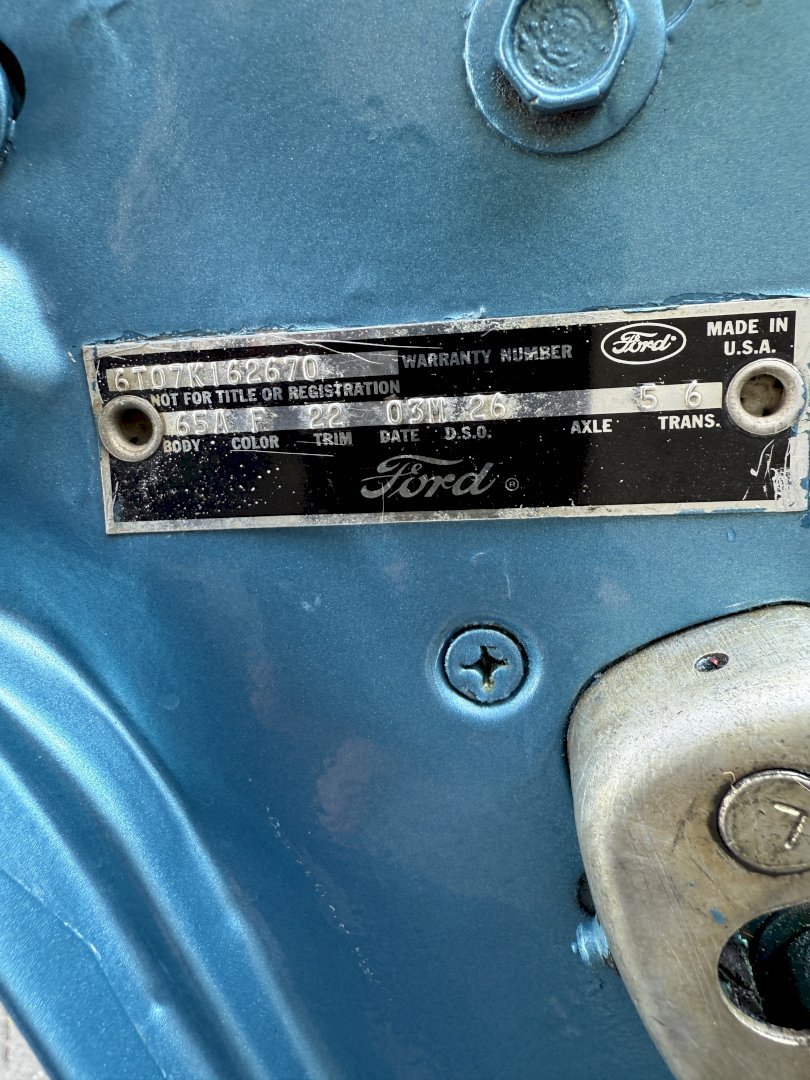 6T07K162670 WARRANTY NUMBER Ford MADE IN U.S.A.
NOT FOR TITLE OR REGISTRATION
65A F 22 03M 26 5 6
BODY COLOR TRIM DATE D.S.O. AXLE TRANS.
Ford ®